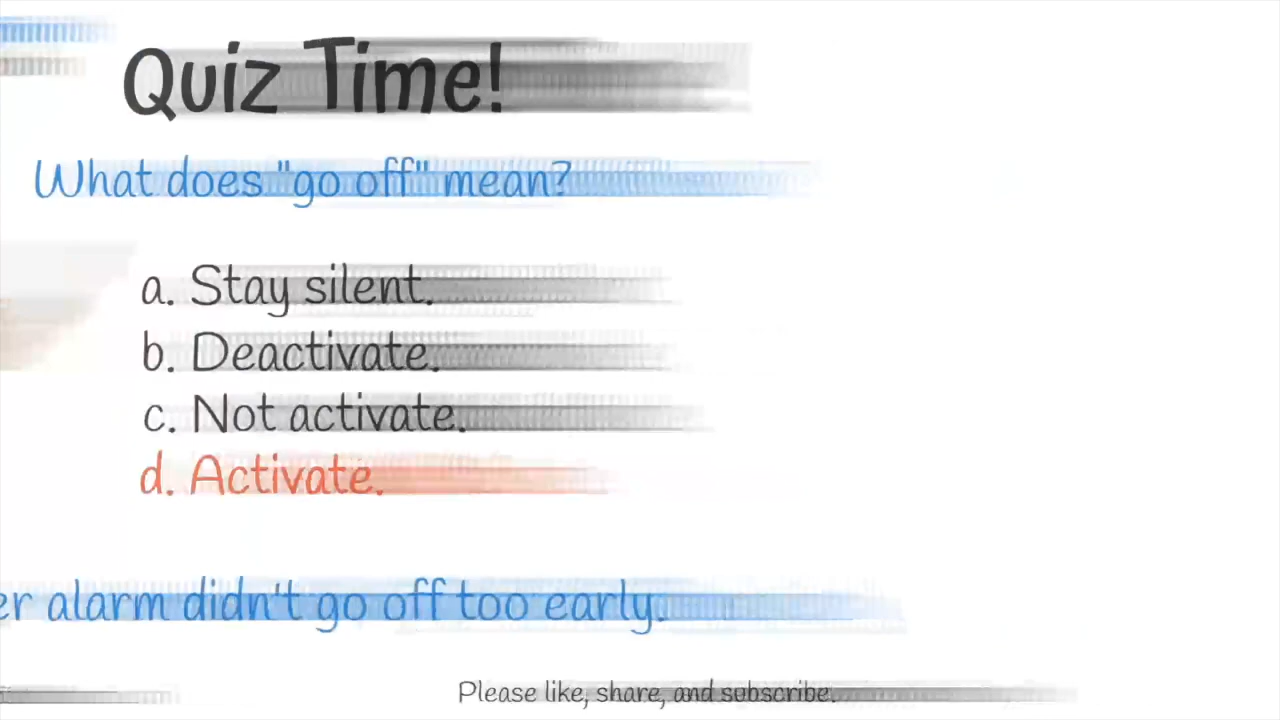 Quiz Time!
What does "go off" mean?
a. Stay silent.
b. Deactivate.
c. Not activate.
d. Activate.
alarm didn't go off too early.
Please like, share, and subscribe.